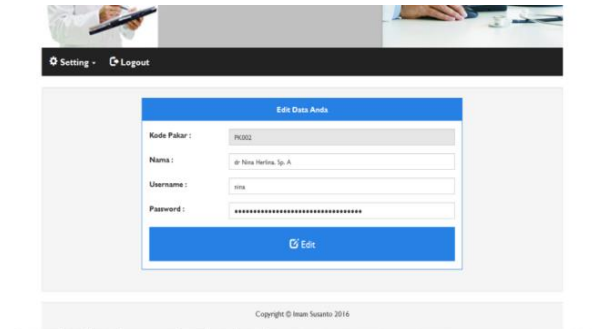 Setting
Logout
Edit Data Anda
Kode Pakar :
PK002
Nama :
dr Nina Herlina, Sp. A
Username :
nina
Password :
••••••••••••••••••••••••••••••••••
Edit
Copyright © Imam Susanto 2016